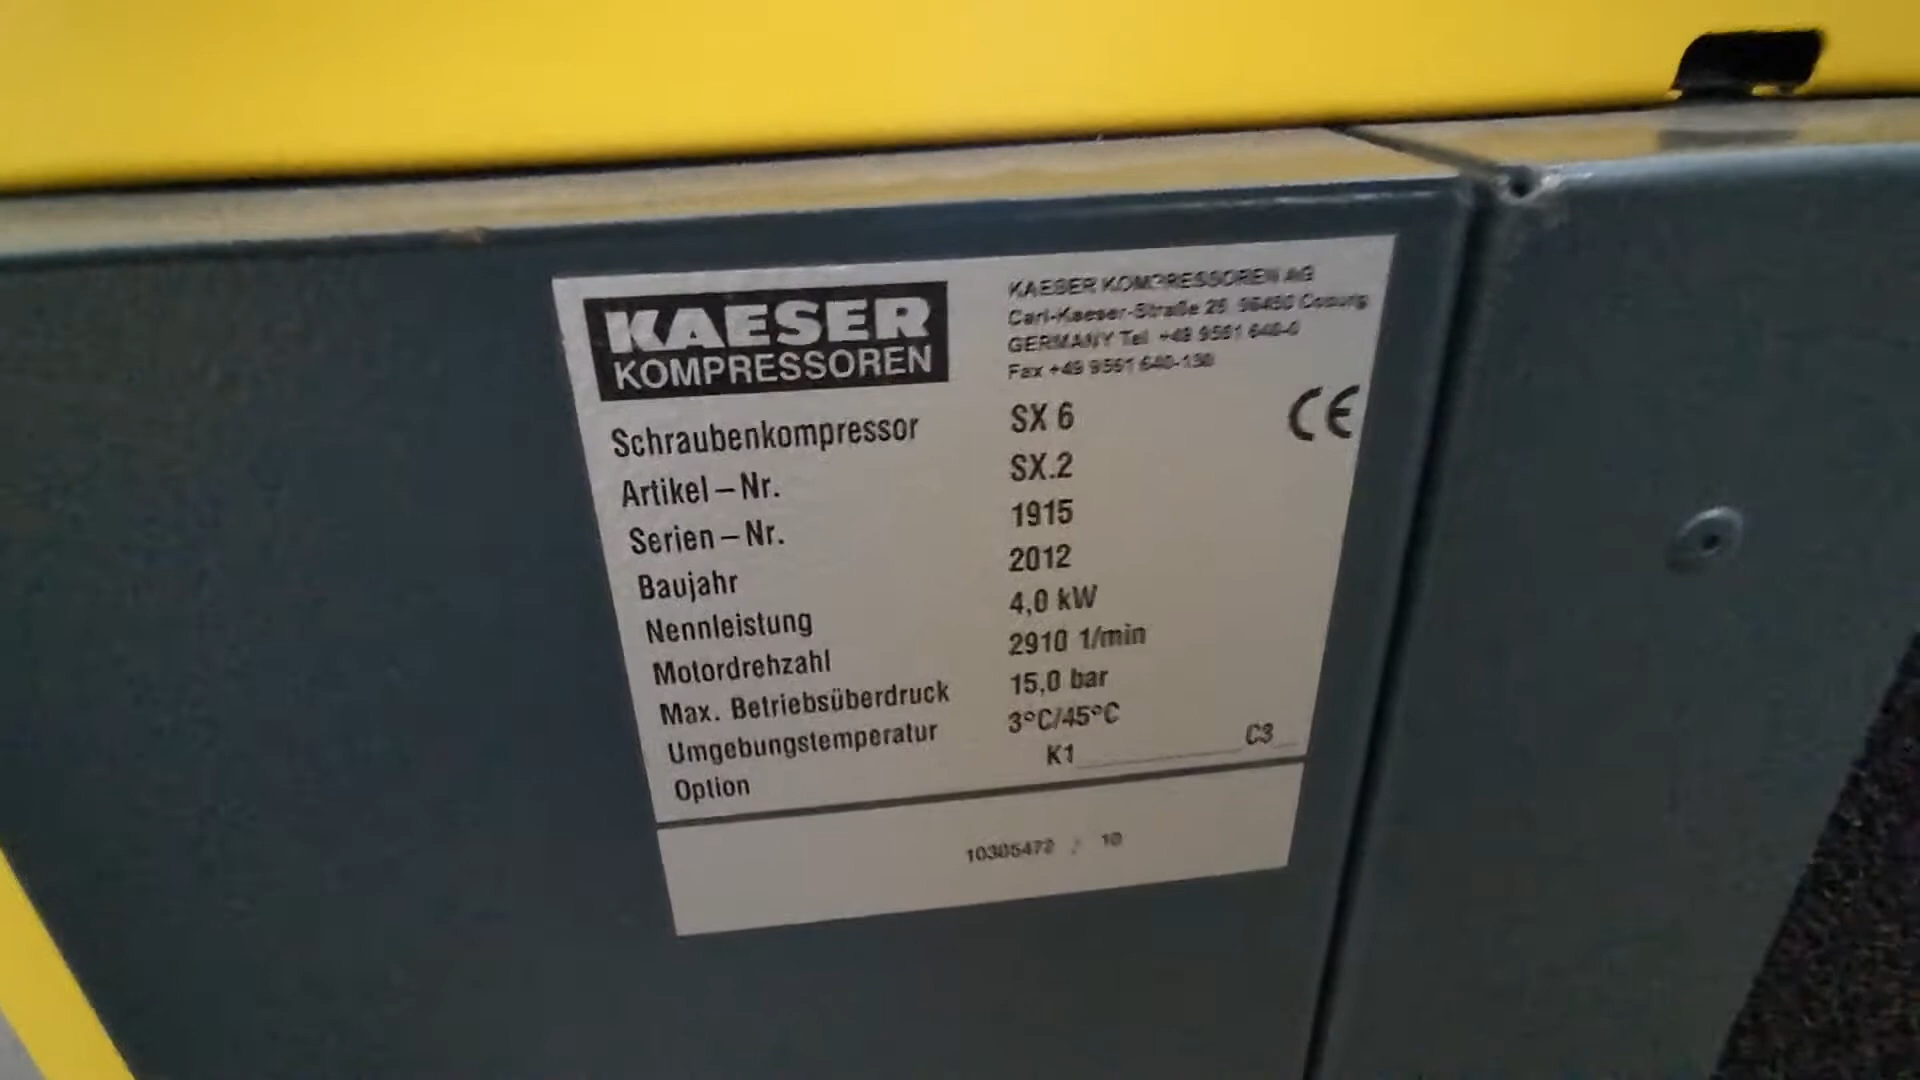 KAESER
KOMPRESSOREN
KAESER KOMPRESSOREN AG
Carl-Kaeser-Straße 26, 96450 Coburg
GERMANY Tel +49 9561 640-0
Fax +49 9561 640-130
CE
Schraubenkompressor SX 6
Artikel – Nr. SX.2
Serien – Nr. 1915
Baujahr 2012
Nennleistung 4,0 kW
Motordrehzahl 2910 1/min
Max. Betriebsüberdruck 15,0 bar
Umgebungstemperatur 3°C/45°C
Option K1 C3
10305472 / 10